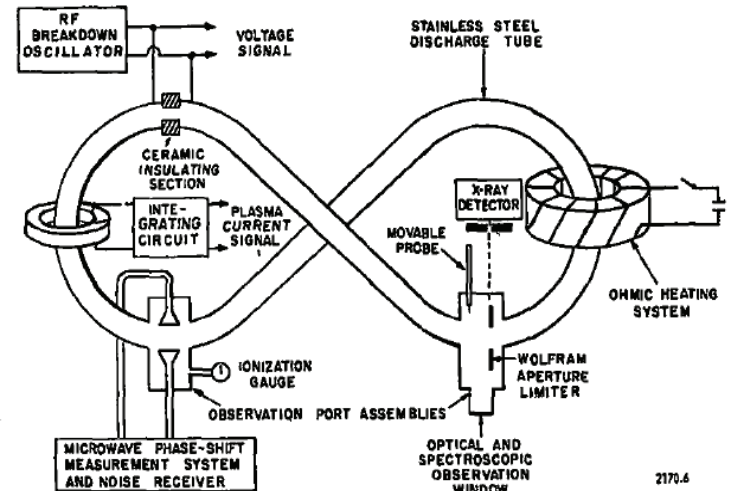 RF
BREAKDOWN
OSCILLATOR
VOLTAGE
SIGNAL
STAINLESS STEEL
DISCHARGE TUBE
CERAMIC
INSULATING
SECTION
INTE-
GRATING
CIRCUIT
PLASMA
CURRENT
SIGNAL
X-RAY
DETECTOR
MOVABLE
PROBE
OHMIC HEATING
SYSTEM
IONIZATION
GAUGE
WOLFRAM
APERTURE
LIMITER
OBSERVATION PORT ASSEMBLIES
MICROWAVE PHASE-SHIFT
MEASUREMENT SYSTEM
AND NOISE RECEIVER
OPTICAL AND
SPECTROSCOPIC
OBSERVATION
WINDOW
2170.6